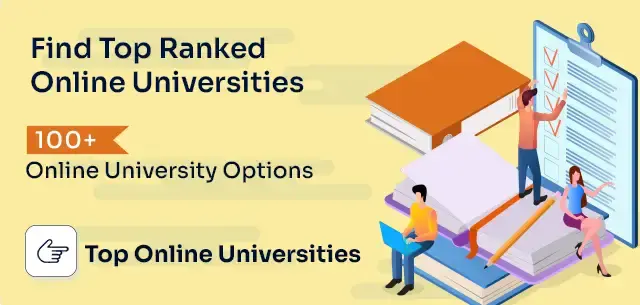 Find Top Ranked
Online Universities
100+
Online University Options
Top Online Universities